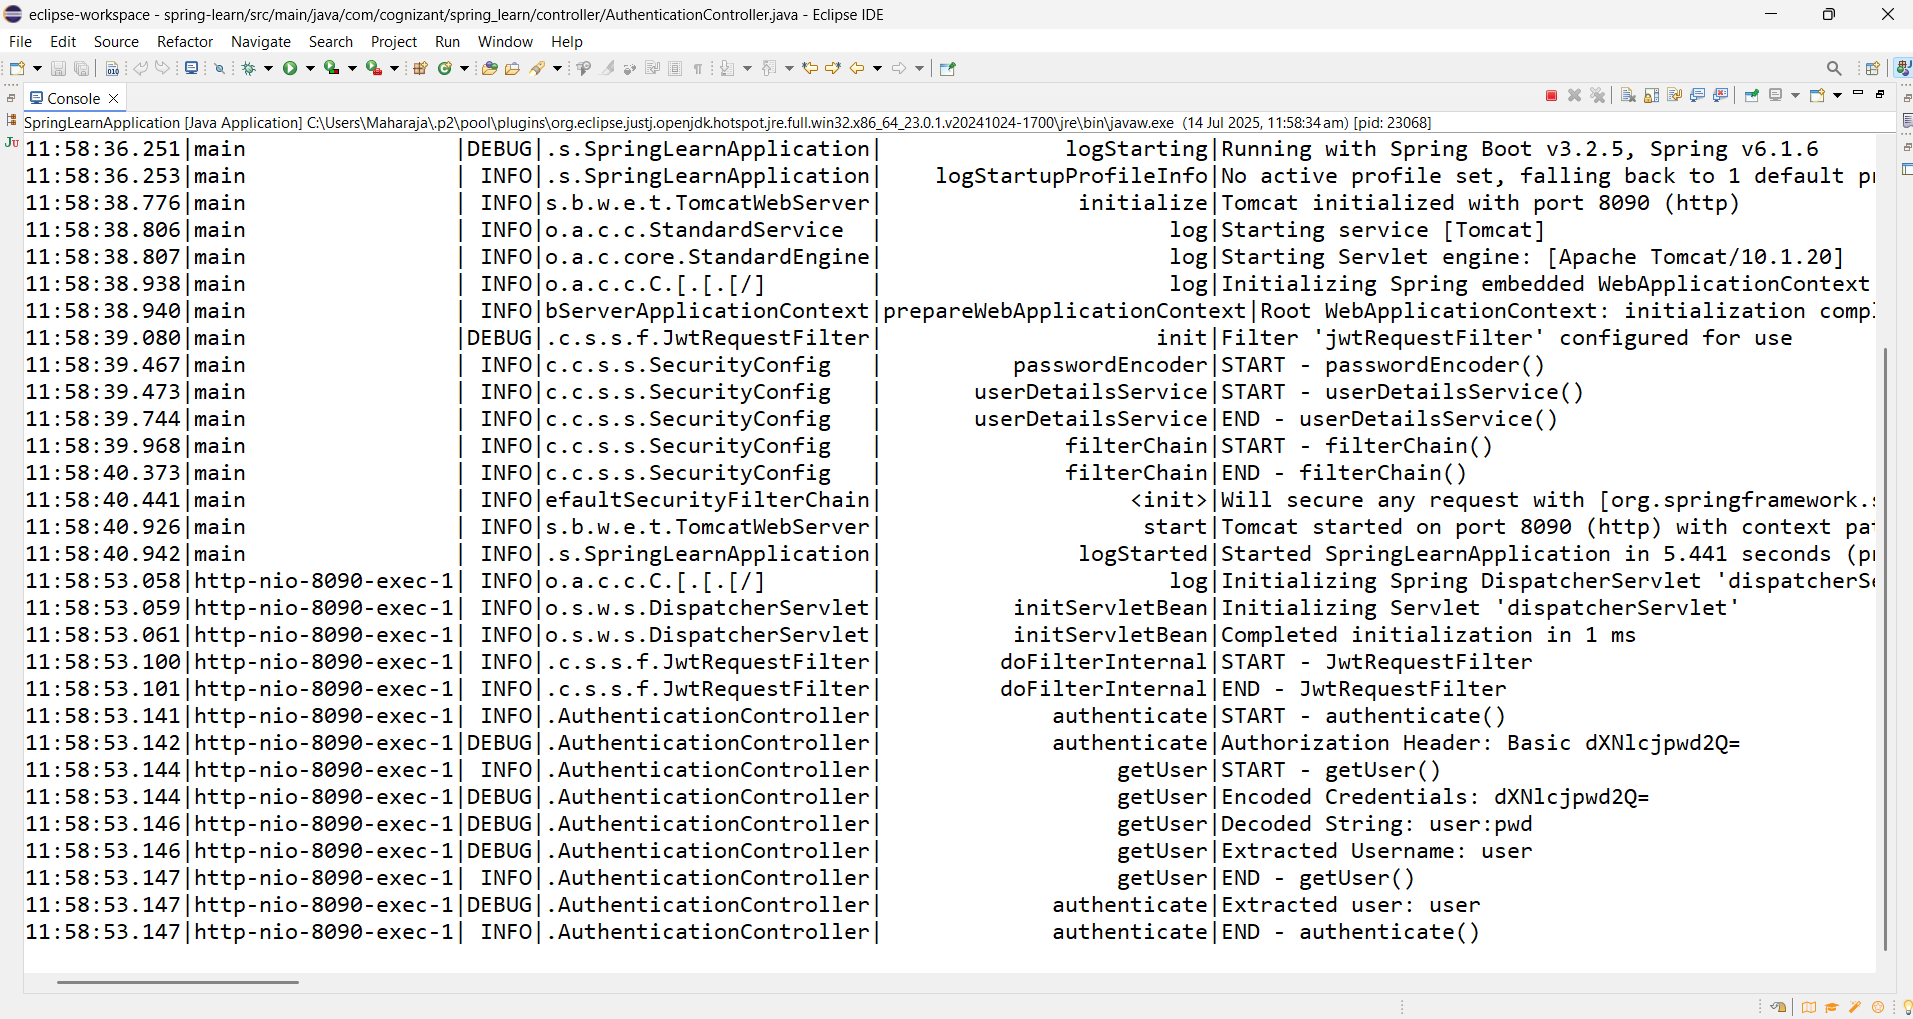 eclipse-workspace - spring-learn/src/main/java/com/cognizant/spring_learn/controller/AuthenticationController.java - Eclipse IDE
File Edit Source Refactor Navigate Search Project Run Window Help
Console
SpringLearnApplication [Java Application] C:\Users\Maharaja\.p2\pool\plugins\org.eclipse.justj.openjdk.hotspot.jre.full.win32.x86_64_23.0.1.v20241024-1700\jre\bin\javaw.exe (14 Jul 2025, 11:58:34 am) [pid: 23068]
11:58:36.251|main |DEBUG|.s.SpringLearnApplication| logStarting|Running with Spring Boot v3.2.5, Spring v6.1.6
11:58:36.253|main | INFO|.s.SpringLearnApplication| logStartupProfileInfo|No active profile set, falling back to 1 default
11:58:38.776|main | INFO|s.b.w.e.t.TomcatWebServer| initialize|Tomcat initialized with port 8090 (http)
11:58:38.806|main | INFO|o.a.c.c.StandardService | log|Starting service [Tomcat]
11:58:38.807|main | INFO|o.a.c.core.StandardEngine| log|Starting Servlet engine: [Apache Tomcat/10.1.20]
11:58:38.938|main | INFO|o.a.c.c.C.[.[.[/] | log|Initializing Spring embedded WebApplicationContext
11:58:38.940|main | INFO|bServerApplicationContext|prepareWebApplicationContext|Root WebApplicationContext: initialization comp
11:58:39.080|main |DEBUG|.c.s.s.f.JwtRequestFilter| init|Filter 'jwtRequestFilter' configured for use
11:58:39.467|main | INFO|c.c.s.s.SecurityConfig | passwordEncoder|START - passwordEncoder()
11:58:39.473|main | INFO|c.c.s.s.SecurityConfig | userDetailsService|START - userDetailsService()
11:58:39.744|main | INFO|c.c.s.s.SecurityConfig | userDetailsService|END - userDetailsService()
11:58:39.968|main | INFO|c.c.s.s.SecurityConfig | filterChain|START - filterChain()
11:58:40.373|main | INFO|c.c.s.s.SecurityConfig | filterChain|END - filterChain()
11:58:40.441|main | INFO|efaultSecurityFilterChain| <init>|Will secure any request with [org.springframework.
11:58:40.926|main | INFO|s.b.w.e.t.TomcatWebServer| start|Tomcat started on port 8090 (http) with context pa
11:58:40.942|main | INFO|.s.SpringLearnApplication| logStarted|Started SpringLearnApplication in 5.441 seconds (p
11:58:53.058|http-nio-8090-exec-1| INFO|o.a.c.c.C.[.[.[/] | log|Initializing Spring DispatcherServlet 'dispatcherS
11:58:53.059|http-nio-8090-exec-1| INFO|o.s.w.s.DispatcherServlet| initServletBean|Initializing Servlet 'dispatcherServlet'
11:58:53.061|http-nio-8090-exec-1| INFO|o.s.w.s.DispatcherServlet| initServletBean|Completed initialization in 1 ms
11:58:53.100|http-nio-8090-exec-1| INFO|.c.s.s.f.JwtRequestFilter| doFilterInternal|START - JwtRequestFilter
11:58:53.101|http-nio-8090-exec-1| INFO|.c.s.s.f.JwtRequestFilter| doFilterInternal|END - JwtRequestFilter
11:58:53.141|http-nio-8090-exec-1| INFO|.AuthenticationController| authenticate|START - authenticate()
11:58:53.142|http-nio-8090-exec-1|DEBUG|.AuthenticationController| authenticate|Authorization Header: Basic dXNlcjpwd2Q=
11:58:53.144|http-nio-8090-exec-1| INFO|.AuthenticationController| getUser|START - getUser()
11:58:53.144|http-nio-8090-exec-1|DEBUG|.AuthenticationController| getUser|Encoded Credentials: dXNlcjpwd2Q=
11:58:53.146|http-nio-8090-exec-1|DEBUG|.AuthenticationController| getUser|Decoded String: user:pwd
11:58:53.146|http-nio-8090-exec-1|DEBUG|.AuthenticationController| getUser|Extracted Username: user
11:58:53.147|http-nio-8090-exec-1| INFO|.AuthenticationController| getUser|END - getUser()
11:58:53.147|http-nio-8090-exec-1|DEBUG|.AuthenticationController| authenticate|Extracted user: user
11:58:53.147|http-nio-8090-exec-1| INFO|.AuthenticationController| authenticate|END - authenticate()